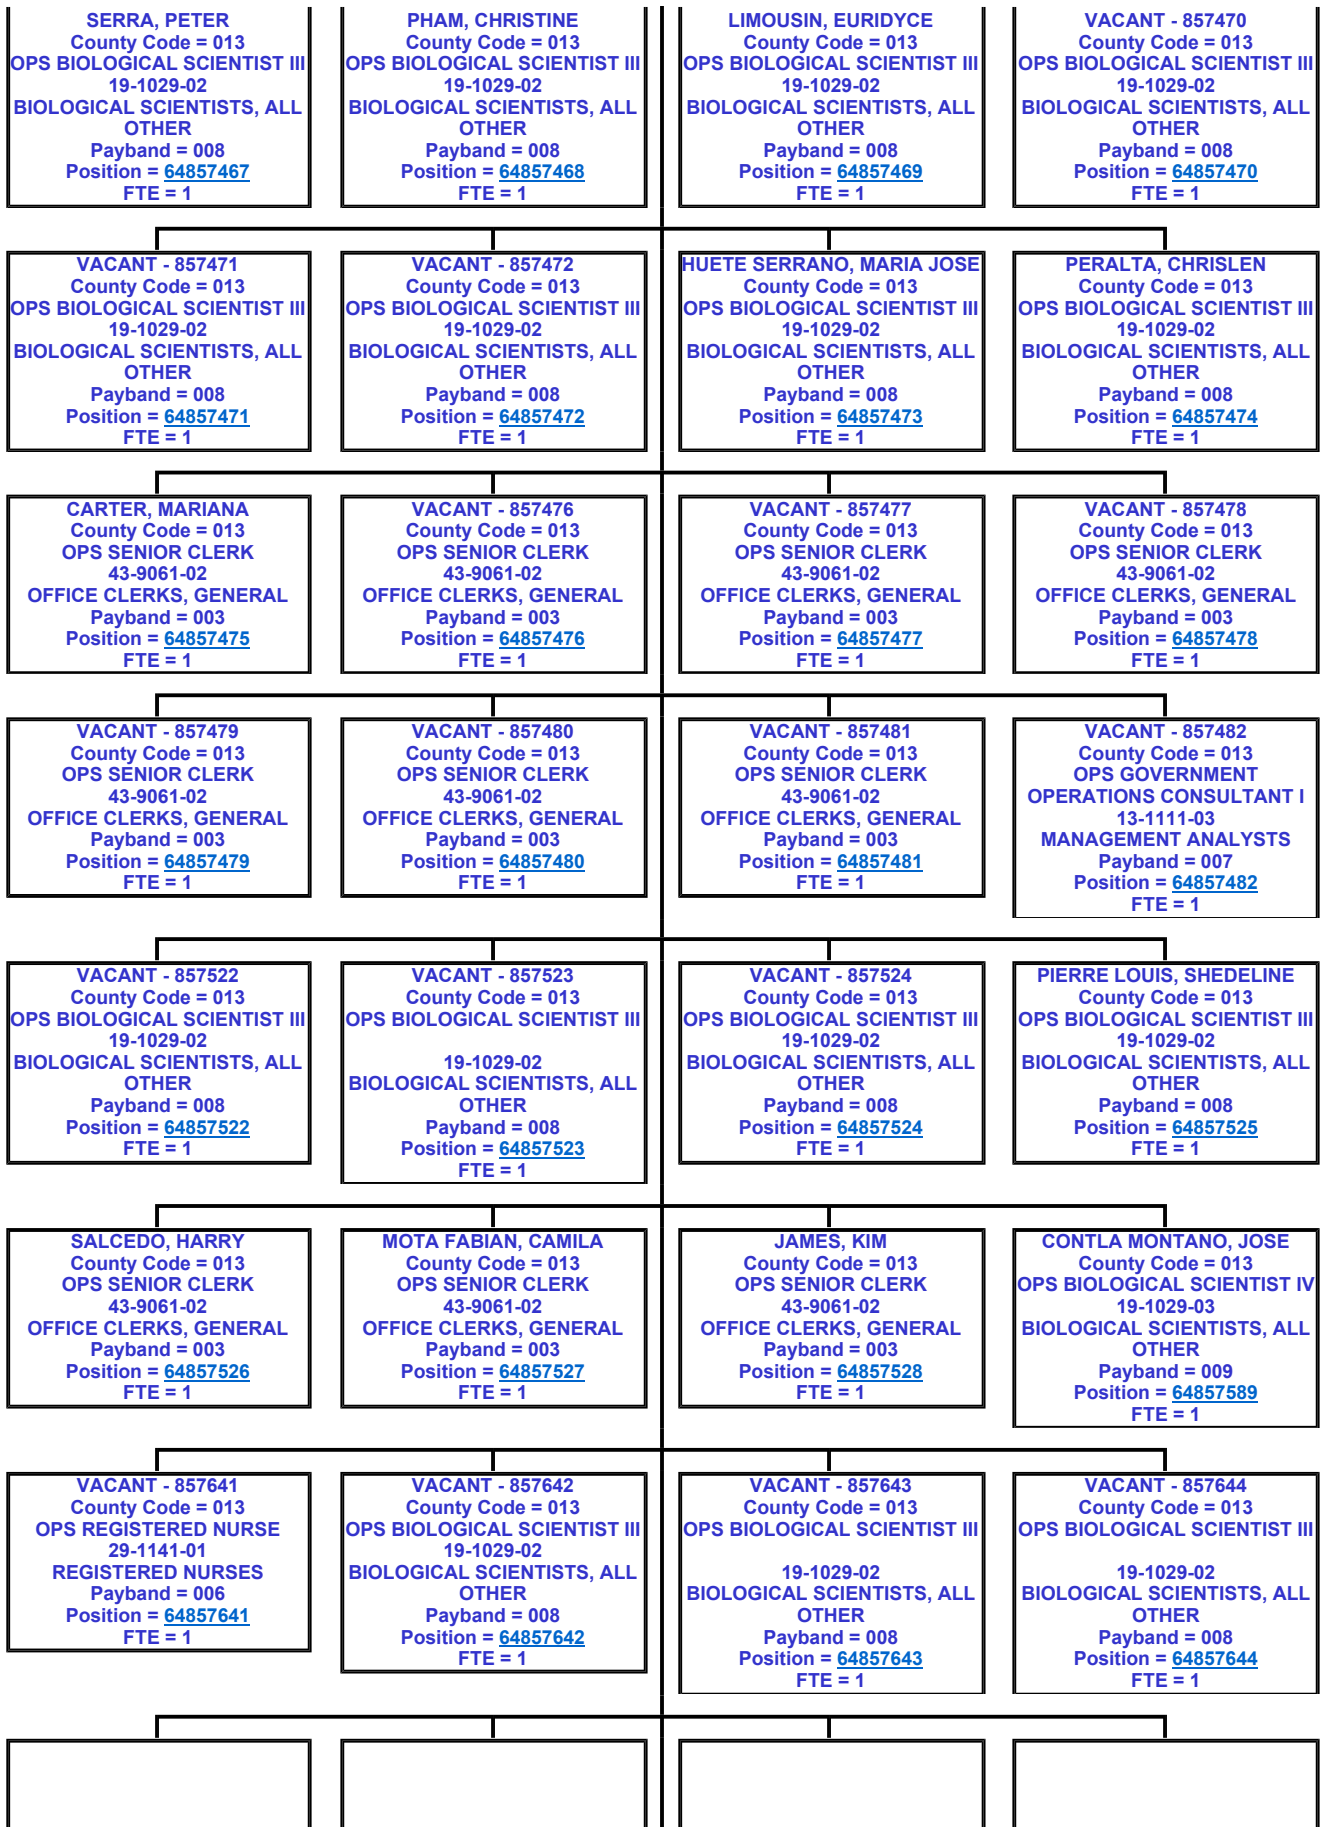 SERRA, PETER
County Code = 013
OPS BIOLOGICAL SCIENTIST III
19-1029-02
BIOLOGICAL SCIENTISTS, ALL
OTHER
Payband = 008
Position = 64857467
FTE = 1
PHAM, CHRISTINE
County Code = 013
OPS BIOLOGICAL SCIENTIST III
19-1029-02
BIOLOGICAL SCIENTISTS, ALL
OTHER
Payband = 008
Position = 64857468
FTE = 1
LIMOUSIN, EURIDYCE
County Code = 013
OPS BIOLOGICAL SCIENTIST III
19-1029-02
BIOLOGICAL SCIENTISTS, ALL
OTHER
Payband = 008
Position = 64857469
FTE = 1
VACANT - 857470
County Code = 013
OPS BIOLOGICAL SCIENTIST III
19-1029-02
BIOLOGICAL SCIENTISTS, ALL
OTHER
Payband = 008
Position = 64857470
FTE = 1
VACANT - 857471
County Code = 013
OPS BIOLOGICAL SCIENTIST III
19-1029-02
BIOLOGICAL SCIENTISTS, ALL
OTHER
Payband = 008
Position = 64857471
FTE = 1
VACANT - 857472
County Code = 013
OPS BIOLOGICAL SCIENTIST III
19-1029-02
BIOLOGICAL SCIENTISTS, ALL
OTHER
Payband = 008
Position = 64857472
FTE = 1
HUETE SERRANO, MARIA JOSE
County Code = 013
OPS BIOLOGICAL SCIENTIST III
19-1029-02
BIOLOGICAL SCIENTISTS, ALL
OTHER
Payband = 008
Position = 64857473
FTE = 1
PERALTA, CHRISLEN
County Code = 013
OPS BIOLOGICAL SCIENTIST III
19-1029-02
BIOLOGICAL SCIENTISTS, ALL
OTHER
Payband = 008
Position = 64857474
FTE = 1
CARTER, MARIANA
County Code = 013
OPS SENIOR CLERK
43-9061-02
OFFICE CLERKS, GENERAL
Payband = 003
Position = 64857475
FTE = 1
VACANT - 857476
County Code = 013
OPS SENIOR CLERK
43-9061-02
OFFICE CLERKS, GENERAL
Payband = 003
Position = 64857476
FTE = 1
VACANT - 857477
County Code = 013
OPS SENIOR CLERK
43-9061-02
OFFICE CLERKS, GENERAL
Payband = 003
Position = 64857477
FTE = 1
VACANT - 857478
County Code = 013
OPS SENIOR CLERK
43-9061-02
OFFICE CLERKS, GENERAL
Payband = 003
Position = 64857478
FTE = 1
VACANT - 857479
County Code = 013
OPS SENIOR CLERK
43-9061-02
OFFICE CLERKS, GENERAL
Payband = 003
Position = 64857479
FTE = 1
VACANT - 857480
County Code = 013
OPS SENIOR CLERK
43-9061-02
OFFICE CLERKS, GENERAL
Payband = 003
Position = 64857480
FTE = 1
VACANT - 857481
County Code = 013
OPS SENIOR CLERK
43-9061-02
OFFICE CLERKS, GENERAL
Payband = 003
Position = 64857481
FTE = 1
VACANT - 857482
County Code = 013
OPS GOVERNMENT
OPERATIONS CONSULTANT I
13-1111-03
MANAGEMENT ANALYSTS
Payband = 007
Position = 64857482
FTE = 1
VACANT - 857522
County Code = 013
OPS BIOLOGICAL SCIENTIST III
19-1029-02
BIOLOGICAL SCIENTISTS, ALL
OTHER
Payband = 008
Position = 64857522
FTE = 1
VACANT - 857523
County Code = 013
OPS BIOLOGICAL SCIENTIST III
19-1029-02
BIOLOGICAL SCIENTISTS, ALL
OTHER
Payband = 008
Position = 64857523
FTE = 1
VACANT - 857524
County Code = 013
OPS BIOLOGICAL SCIENTIST III
19-1029-02
BIOLOGICAL SCIENTISTS, ALL
OTHER
Payband = 008
Position = 64857524
FTE = 1
PIERRE LOUIS, SHEDELINE
County Code = 013
OPS BIOLOGICAL SCIENTIST III
19-1029-02
BIOLOGICAL SCIENTISTS, ALL
OTHER
Payband = 008
Position = 64857525
FTE = 1
SALCEDO, HARRY
County Code = 013
OPS SENIOR CLERK
43-9061-02
OFFICE CLERKS, GENERAL
Payband = 003
Position = 64857526
FTE = 1
MOTA FABIAN, CAMILA
County Code = 013
OPS SENIOR CLERK
43-9061-02
OFFICE CLERKS, GENERAL
Payband = 003
Position = 64857527
FTE = 1
JAMES, KIM
County Code = 013
OPS SENIOR CLERK
43-9061-02
OFFICE CLERKS, GENERAL
Payband = 003
Position = 64857528
FTE = 1
CONTLA MONTANO, JOSE
County Code = 013
OPS BIOLOGICAL SCIENTIST IV
19-1029-03
BIOLOGICAL SCIENTISTS, ALL
OTHER
Payband = 009
Position = 64857589
FTE = 1
VACANT - 857641
County Code = 013
OPS REGISTERED NURSE
29-1141-01
REGISTERED NURSES
Payband = 006
Position = 64857641
FTE = 1
VACANT - 857642
County Code = 013
OPS BIOLOGICAL SCIENTIST III
19-1029-02
BIOLOGICAL SCIENTISTS, ALL
OTHER
Payband = 008
Position = 64857642
FTE = 1
VACANT - 857643
County Code = 013
OPS BIOLOGICAL SCIENTIST III
19-1029-02
BIOLOGICAL SCIENTISTS, ALL
OTHER
Payband = 008
Position = 64857643
FTE = 1
VACANT - 857644
County Code = 013
OPS BIOLOGICAL SCIENTIST III
19-1029-02
BIOLOGICAL SCIENTISTS, ALL
OTHER
Payband = 008
Position = 64857644
FTE = 1